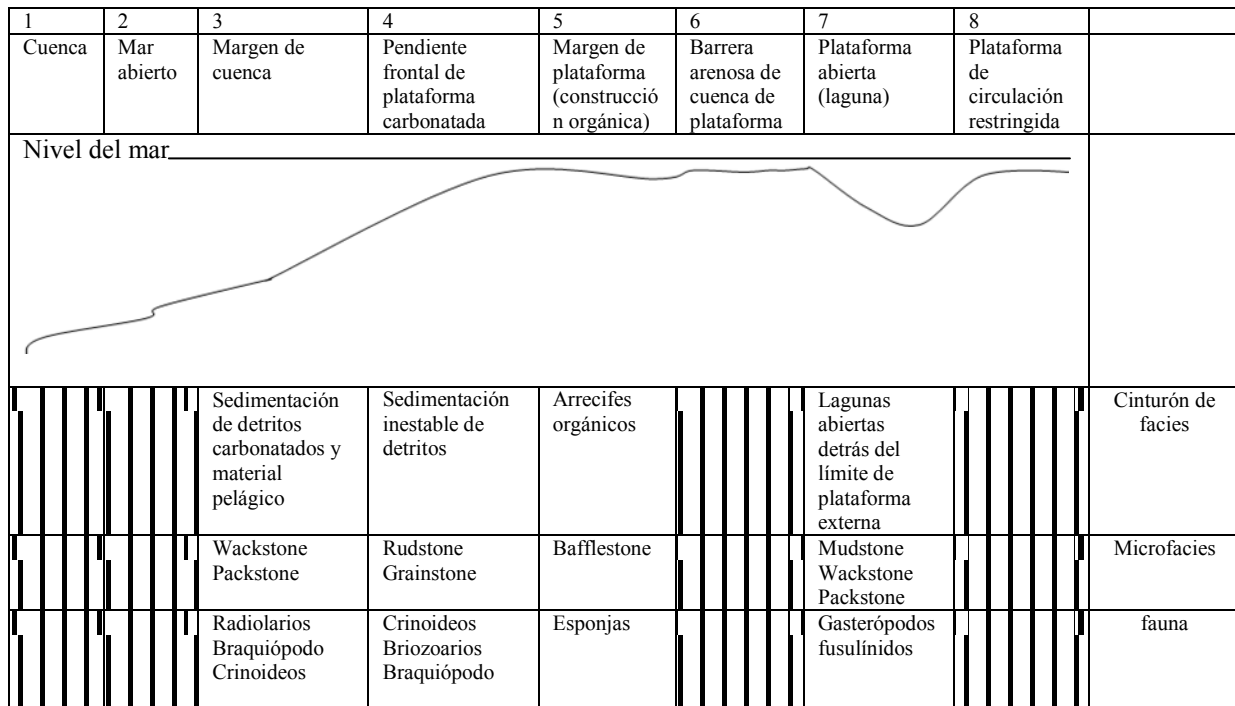 1
2
3
4
5
6
7
8
Cuenca
Mar
abierto
Margen de
cuenca
Pendiente
frontal de
plataforma
carbonatada
Margen de
plataforma
(construcció
n orgánica)
Barrera
arenosa de
cuenca de
plataforma
Plataforma
abierta
(laguna)
Plataforma
de
circulación
restringida
Nivel del mar
Sedimentación
de detritos
carbonatados y
material
pelágico
Sedimentación
inestable de
detritos
Arrecifes
orgánicos
Lagunas
abiertas
detrás del
límite de
plataforma
externa
Cinturón de
facies
Wackstone
Packstone
Rudstone
Grainstone
Bafflestone
Mudstone
Wackstone
Packstone
Microfacies
Radiolarios
Braquiópodo
Crinoideos
Crinoideos
Briozoarios
Braquiópodo
Esponjas
Gasterópodos
fusulínidos
fauna